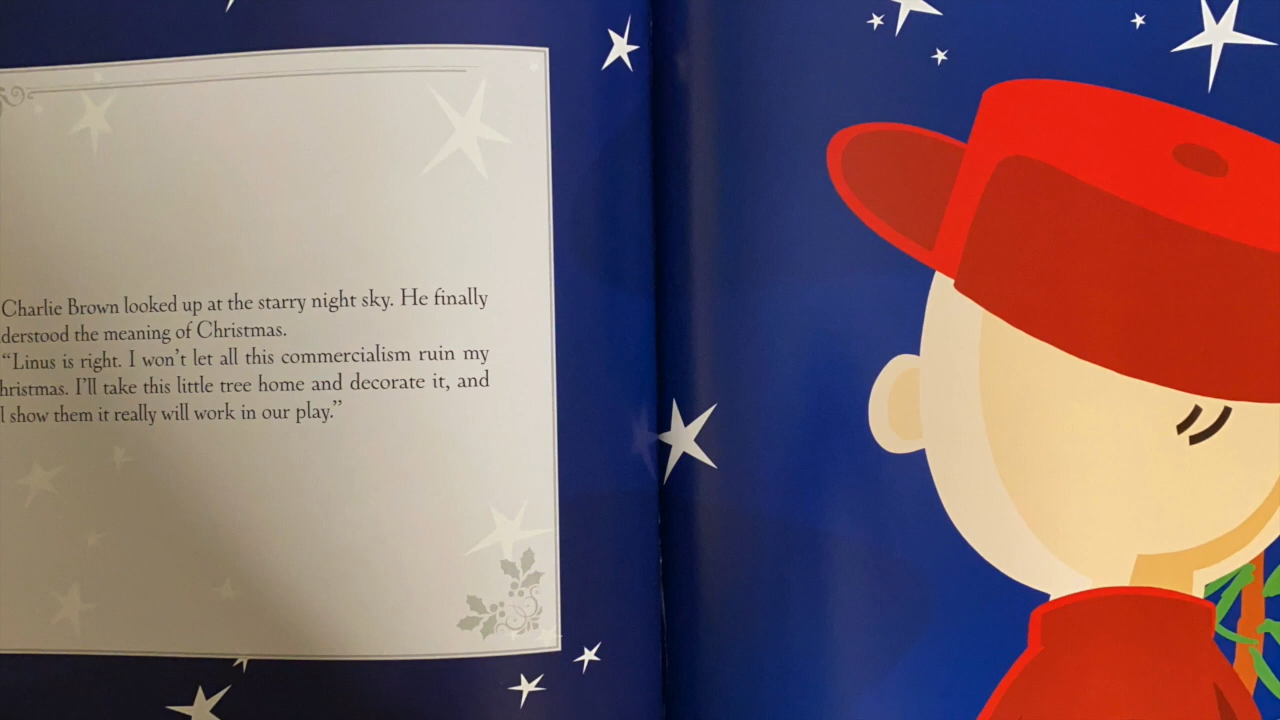 Charlie Brown looked up at the starry night sky. He finally
derstood the meaning of Christmas.
“Linus is right. I won’t let all this commercialism ruin my
hristmas. I’ll take this little tree home and decorate it, and
l show them it really will work in our play.”